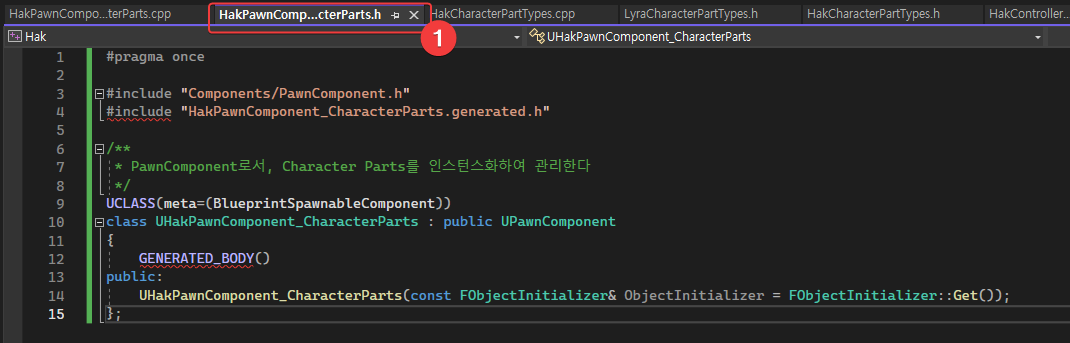 HakPawnCompo...terParts.cpp HakPawnComp...cterParts.h HakCharacterPartTypes.cpp LyraCharacterPartTypes.h HakCharacterPartTypes.h HakController...
1
Hak UHakPawnComponent_CharacterParts
1 #pragma once
2
3 #include "Components/PawnComponent.h"
4 #include "HakPawnComponent_CharacterParts.generated.h"
5
6 /**
7 * PawnComponent로서, Character Parts를 인스턴스화하여 관리한다
8 */
9 UCLASS(meta=(BlueprintSpawnableComponent))
10 class UHakPawnComponent_CharacterParts : public UPawnComponent
11 {
12 GENERATED_BODY()
13 public:
14 UHakPawnComponent_CharacterParts(const FObjectInitializer& ObjectInitializer = FObjectInitializer::Get());
15 };